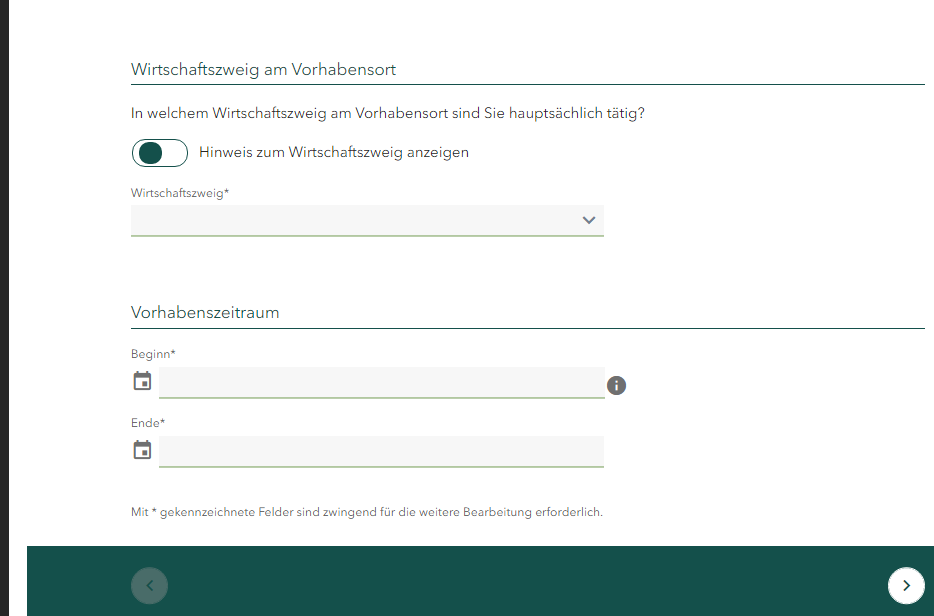 Wirtschaftszweig am Vorhabensort
In welchem Wirtschaftszweig am Vorhabensort sind Sie hauptsächlich tätig?
Hinweis zum Wirtschaftszweig anzeigen
Wirtschaftszweig*
Vorhabenszeitraum
Beginn*
Ende*
Mit * gekennzeichnete Felder sind zwingend für die weitere Bearbeitung erforderlich.